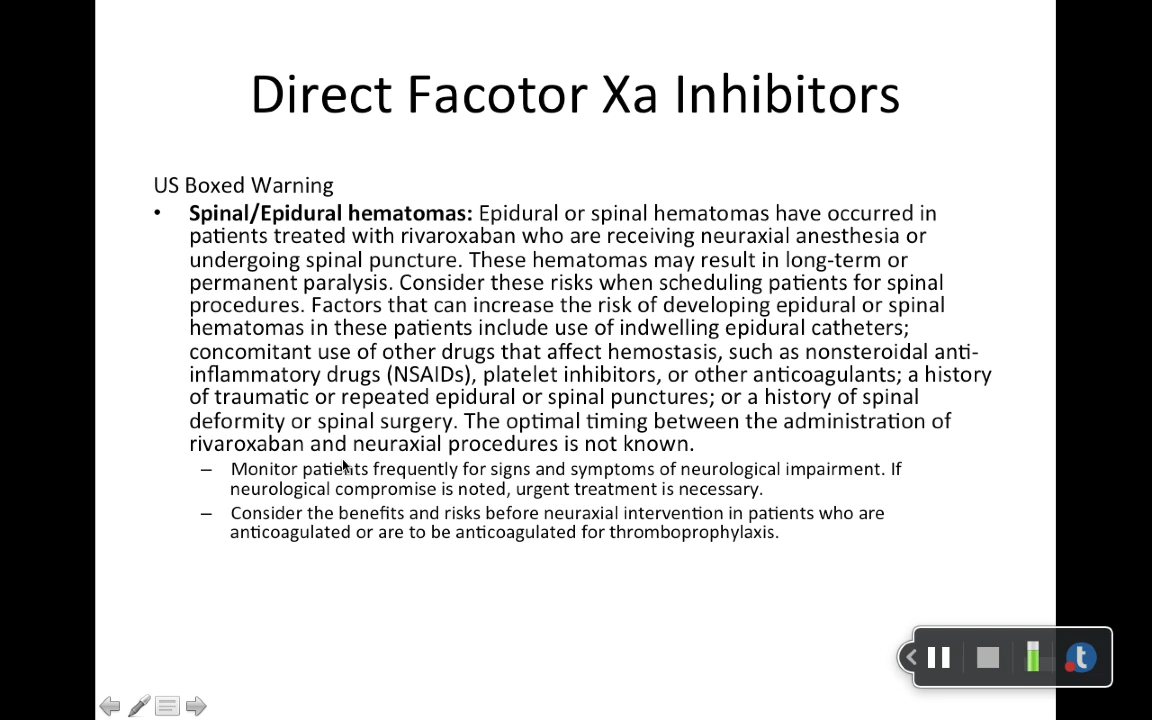 Direct Facotor Xa Inhibitors
US Boxed Warning
• Spinal/Epidural hematomas: Epidural or spinal hematomas have occurred in
patients treated with rivaroxaban who are receiving neuraxial anesthesia or
undergoing spinal puncture. These hematomas may result in long-term or
permanent paralysis. Consider these risks when scheduling patients for spinal
procedures. Factors that can increase the risk of developing epidural or spinal
hematomas in these patients include use of indwelling epidural catheters;
concomitant use of other drugs that affect hemostasis, such as nonsteroidal anti-
inflammatory drugs (NSAIDs), platelet inhibitors, or other anticoagulants; a history
of traumatic or repeated epidural or spinal punctures; or a history of spinal
deformity or spinal surgery. The optimal timing between the administration of
rivaroxaban and neuraxial procedures is not known.
– Monitor patients frequently for signs and symptoms of neurological impairment. If
neurological compromise is noted, urgent treatment is necessary.
– Consider the benefits and risks before neuraxial intervention in patients who are
anticoagulated or are to be anticoagulated for thromboprophylaxis.
t